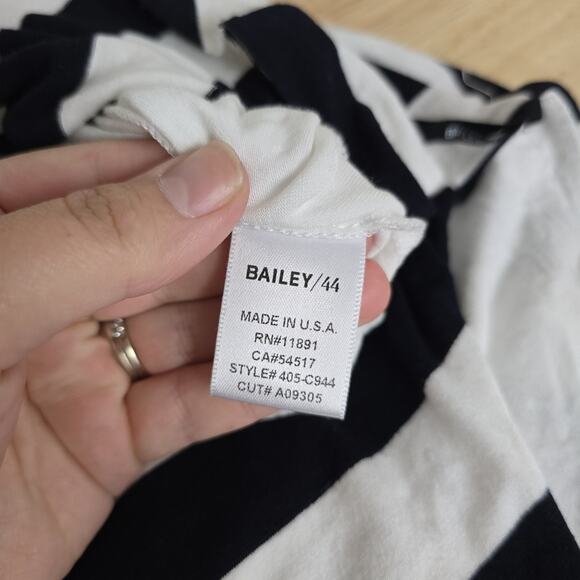 BAILEY/44
MADE IN U.S.A.
RN#11891
CA#54517
STYLE# 405-C944
CUT# A09305